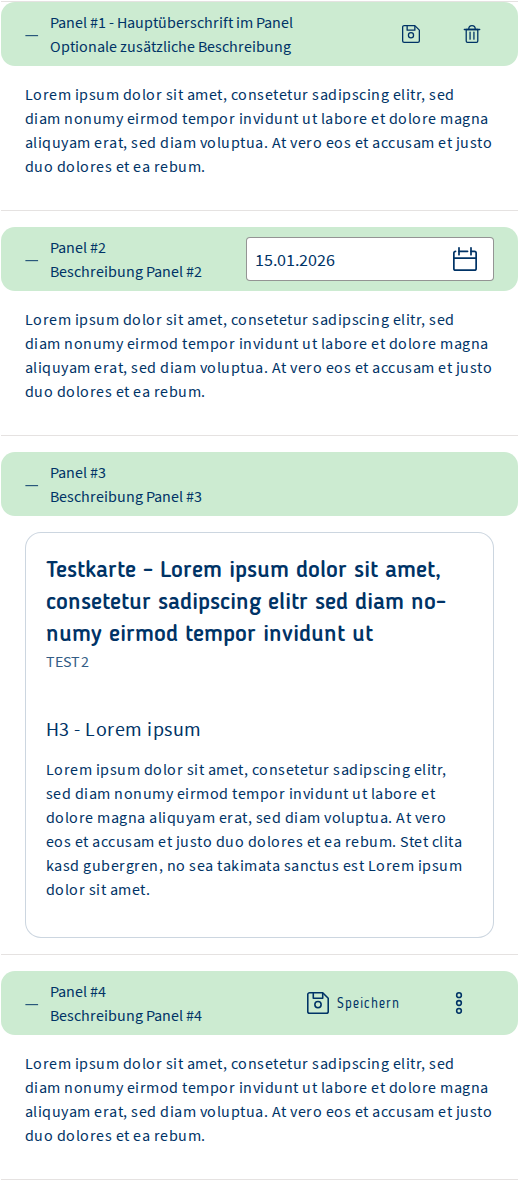 Panel #1 - Hauptüberschrift im Panel
Optionale zusätzliche Beschreibung
Lorem ipsum dolor sit amet, consetetur sadipscing elitr, sed
diam nonumy eirmod tempor invidunt ut labore et dolore magna
aliquyam erat, sed diam voluptua. At vero eos et accusam et justo
duo dolores et ea rebum.
Panel #2
Beschreibung Panel #2
15.01.2026
Lorem ipsum dolor sit amet, consetetur sadipscing elitr, sed
diam nonumy eirmod tempor invidunt ut labore et dolore magna
aliquyam erat, sed diam voluptua. At vero eos et accusam et justo
duo dolores et ea rebum.
Panel #3
Beschreibung Panel #3
Testkarte – Lorem ipsum dolor sit amet,
consetetur sadipscing elitr sed diam no-
numy eirmod tempor invidunt ut
TEST2
H3 - Lorem ipsum
Lorem ipsum dolor sit amet, consetetur sadipscing elitr,
sed diam nonumy eirmod tempor invidunt ut labore et
dolore magna aliquyam erat, sed diam voluptua. At vero
eos et accusam et justo duo dolores et ea rebum. Stet clita
kasd gubergren, no sea takimata sanctus est Lorem ipsum
dolor sit amet.
Panel #4
Beschreibung Panel #4
Speichern
Lorem ipsum dolor sit amet, consetetur sadipscing elitr, sed
diam nonumy eirmod tempor invidunt ut labore et dolore magna
aliquyam erat, sed diam voluptua. At vero eos et accusam et justo
duo dolores et ea rebum.